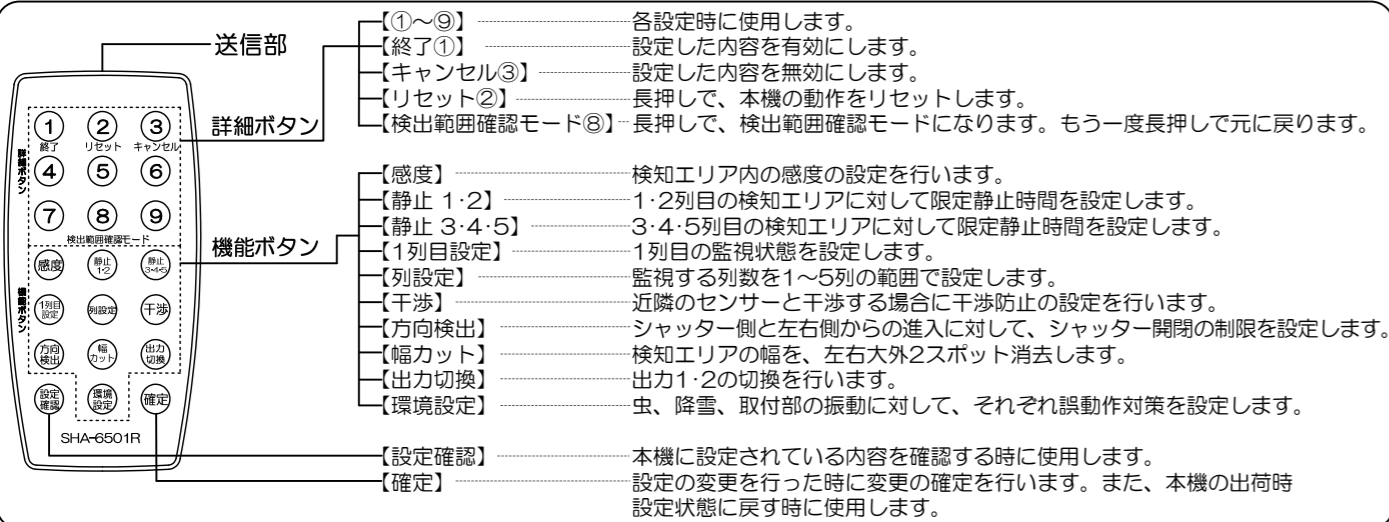 送信部
詳細ボタン
【①~⑨】 各設定時に使用します。
【終了①】 設定した内容を有効にします。
【キャンセル③】 設定した内容を無効にします。
【リセット②】 長押しで、本機の動作をリセットします。
【検出範囲確認モード⑧】 長押しで、検出範囲確認モードになります。もう一度長押しで元に戻ります。
機能ボタン
【感度】 検知エリア内の感度の設定を行います。
【静止 1·2】 1·2列目の検知エリアに対して限定静止時間を設定します。
【静止 3·4·5】 3·4·5列目の検知エリアに対して限定静止時間を設定します。
【1列目設定】 1列目の監視状態を設定します。
【列設定】 監視する列数を1~5列の範囲で設定します。
【干渉】 近隣のセンサーと干渉する場合に干渉防止の設定を行います。
【方向検出】 シャッター側と左右側からの進入に対して、シャッター開閉の制限を設定します。
【幅カット】 検知エリアの幅を、左右大外2スポット消去します。
【出力切換】 出力1·2の切換を行います。
【環境設定】 虫、降雪、取付部の振動に対して、それぞれ誤動作対策を設定します。
【設定確認】 本機に設定されている内容を確認する時に使用します。
【確定】 設定の変更を行った時に変更の確定を行います。また、本機の出荷時
設定状態に戻す時に使用します。
詳細ボタン
1 2 3
終了 リセット キャンセル
4 5 6
7 8 9
検出範囲確認モード
機能ボタン
感度 静止 1·2 静止 3·4·5
1列目設定 列設定 干渉
方向検出 幅カット 出力切換
設定確認 環境設定 確定
SHA-6501R